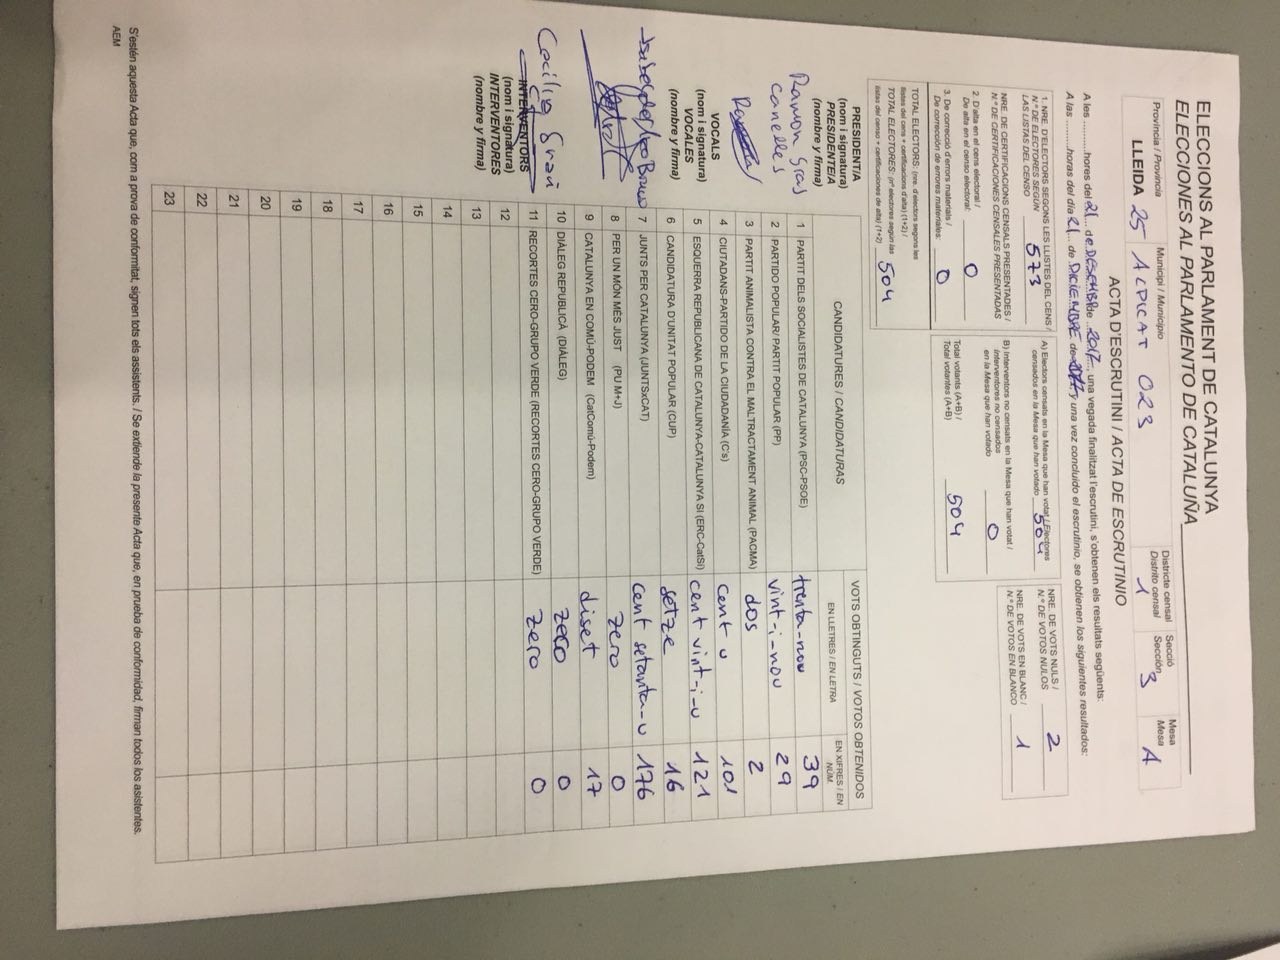 ELECCIONS AL PARLAMENT DE CATALUNYA
ELECCIONES AL PARLAMENTO DE CATALUÑA
Província / Provincia
LLEIDA 25
Municipi / Municipio
ALPICAT 023
Districte censal
Distrito censal 1
Secció
Sección 3
Mesa
Mesa A
ACTA D'ESCRUTINI / ACTA DE ESCRUTINIO
A les ..........hores del 21... de DESEMBRE de ..2017.., una vegada finalitzat l'escrutini, s'obtenen els resultats següents:
A las ..........horas del día 21.. de DICIEMBRE de una vez concluido el escrutinio, se obtienen los siguientes resultados:
1. NRE. D'ELECTORS SEGONS LES LLISTES DEL CENS /
N.º DE ELECTORES SEGÚN
LAS LISTAS DEL CENSO 573
NRE. DE CERTIFICACIONS CENSALS PRESENTADES /
N.º DE CERTIFICACIONES CENSALES PRESENTADAS
2. D'alta en el cens electoral /
De alta en el censo electoral: 0
3. De correcció d'errors materials /
De corrección de errores materiales: 0
TOTAL ELECTORS: (nre. d'electors segons les
llistes del cens + certificacions d'alta) (1+2) /
TOTAL ELECTORES: (nº electores según las
listas del censo + certificaciones de alta) (1+2) 504
A) Electors censats en la Mesa que han votat / Electores
censados en la Mesa que han votado 504
B) Interventors no censats en la Mesa que han votat /
Interventores no censados
en la Mesa que han votado 0
Total votants (A+B) /
Total votantes (A+B) 504
NRE. DE VOTS NULS /
N.º DE VOTOS NULOS 2
NRE. DE VOTS EN BLANC /
N.º DE VOTOS EN BLANCO 1
PRESIDENT/A
(nom i signatura)
PRESIDENTE/A
(nombre y firma)
Ramon Gras
Canelles
VOCALS
(nom i signatura)
VOCALES
(nombre y firma)
INTERVENTORS
(nom i signatura)
INTERVENTORES
(nombre y firma)
Cecilia
CANDIDATURES / CANDIDATURAS
VOTS OBTINGUTS / VOTOS OBTENIDOS
EN LLETRES / EN LETRA
EN XIFRES / EN NÚM.
1 PARTIT DELS SOCIALISTES DE CATALUNYA (PSC-PSOE) trenta-nou 39
2 PARTIDO POPULAR/ PARTIT POPULAR (PP) vint-i-nou 29
3 PARTIT ANIMALISTA CONTRA EL MALTRACTAMENT ANIMAL (PACMA) dos 2
4 CIUTADANS-PARTIDO DE LA CIUDADANÍA (C's) cent u 101
5 ESQUERRA REPUBLICANA DE CATALUNYA-CATALUNYA SÍ (ERC-CatSí) cent vint-i-u 121
6 CANDIDATURA D'UNITAT POPULAR (CUP) setze 16
7 JUNTS PER CATALUNYA (JUNTSxCAT) cent setanta-u 176
8 PER UN MÓN MÉS JUST (PU M+J) zero 0
9 CATALUNYA EN COMÚ-PODEM (CatComú-Podem) diset 17
10 DIÀLEG REPUBLICÀ (DIÀLEG) zero 0
11 RECORTES CERO-GRUPO VERDE (RECORTES CERO-GRUPO VERDE) zero 0
12
13
14
15
16
17
18
19
20
21
22
23
S'estén aquesta Acta que, com a prova de conformitat, signen tots els assistents. / Se extiende la presente Acta que, en prueba de conformidad, firman todos los asistentes.
AEM